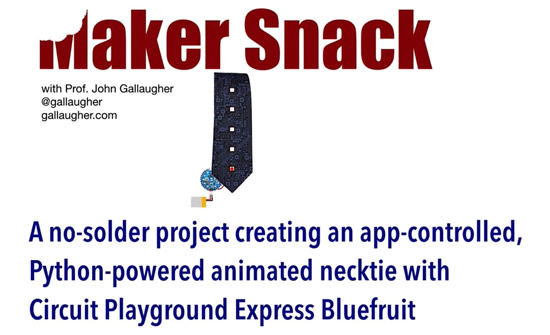 Maker Snack
with Prof. John Gallaugher
@gallaugher
gallaugher.com
A no-solder project creating an app-controlled,
Python-powered animated necktie with
Circuit Playground Express Bluefruit